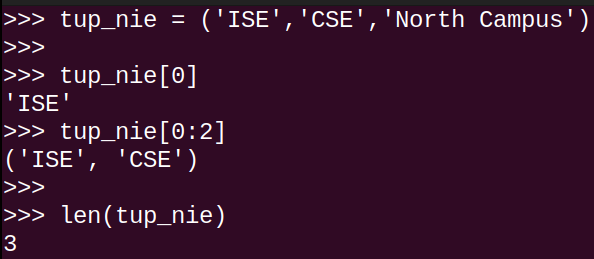 >>> tup_nie = ('ISE','CSE','North Campus')
>>>
>>> tup_nie[0]
'ISE'
>>> tup_nie[0:2]
('ISE', 'CSE')
>>>
>>> len(tup_nie)
3